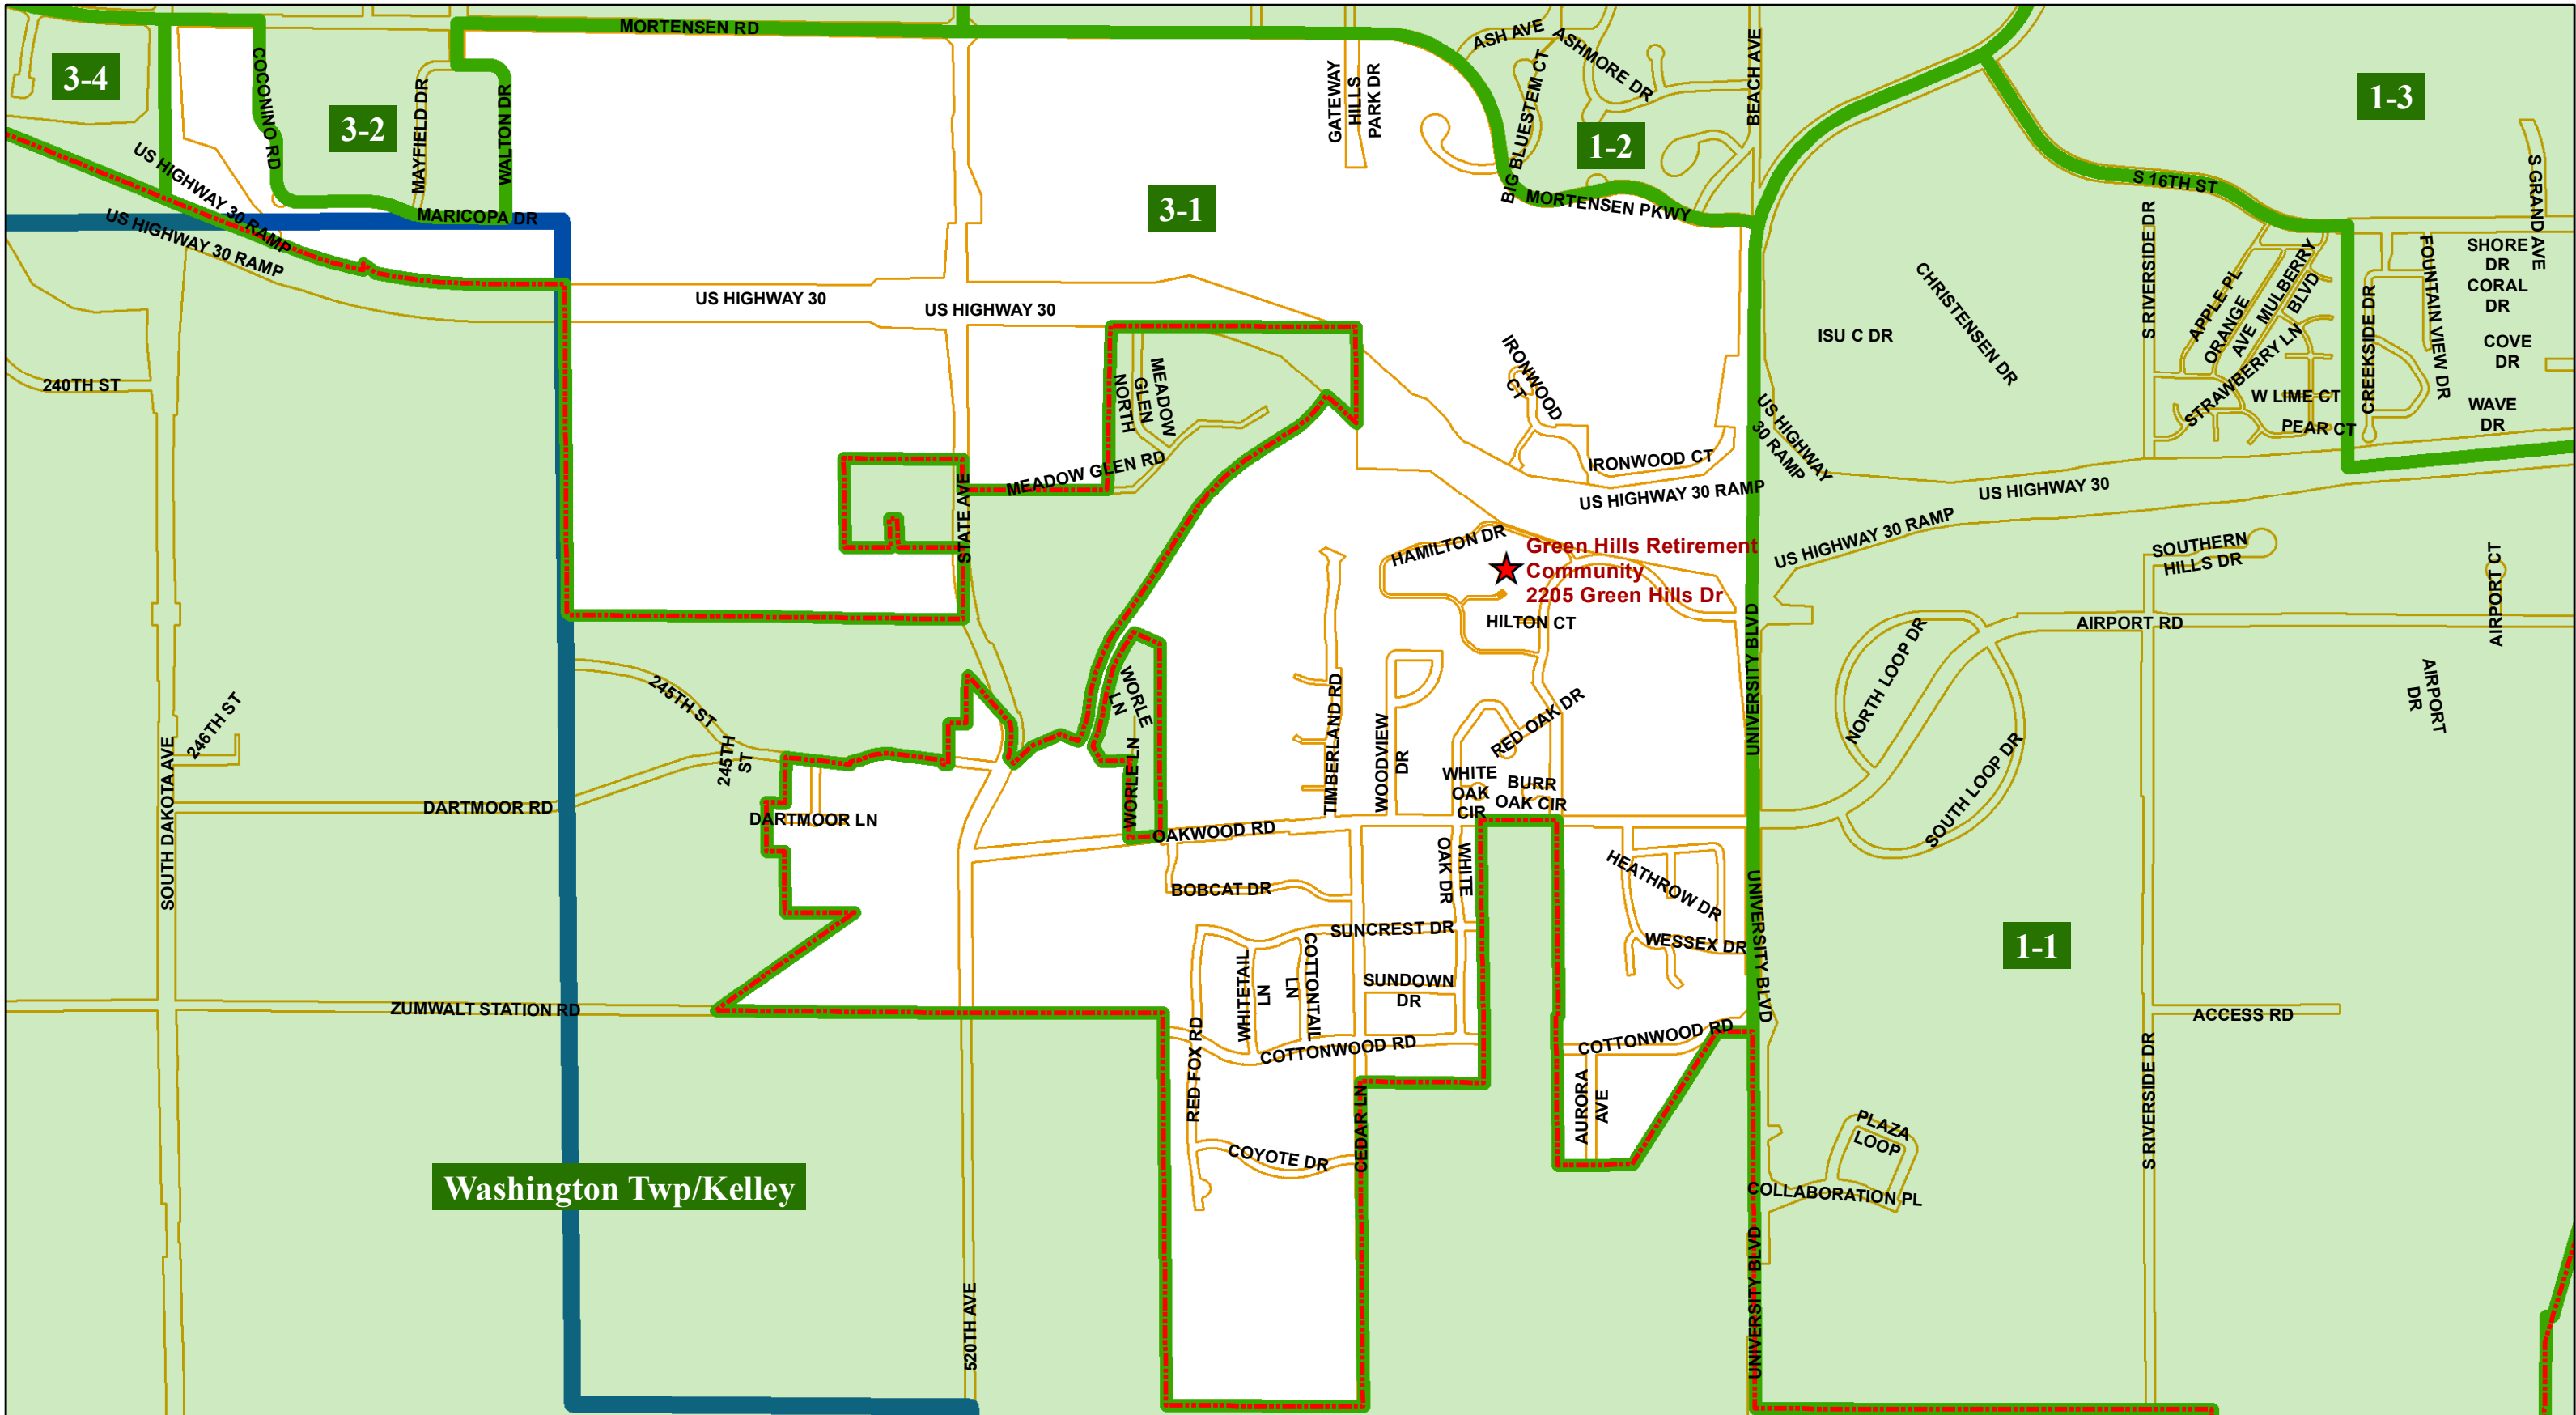 MORTENSEN RD
ASH AVE
ASHMORE DR
BIG BLUESTEM CT
BEACH AVE
GATEWAY
HILLS
PARK DR
3-4
COCCONINO RD
3-2
MAYFIELD DR
WALTON DR
1-2
1-3
S GRAND AVE
US HIGHWAY 30 RAMP
US HIGHWAY 30 RAMP
MARICOPA DR
3-1
MORTENSEN PKWY
S 16TH ST
S RIVERSIDE DR
SHORE
DR
CORAL
DR
COVE
DR
WAVE
DR
FOUNTAIN VIEW DR
CREEKSIDE DR
APPLE PL
ORANGE
AVE
MULBERRY
BLVD
STRAWBERRY LN
W LIME CT
PEAR CT
CHRISTENSEN DR
ISU C DR
US HIGHWAY 30
US HIGHWAY 30
240TH ST
MEADOW
GLEN
NORTH
MEADOW GLEN RD
STATE AVE
IRONWOOD
CT
IRONWOOD CT
US HIGHWAY 30 RAMP
US HIGHWAY
30 RAMP
US HIGHWAY 30
US HIGHWAY 30 RAMP
HAMILTON DR
Green Hills Retirement
Community
2205 Green Hills Dr
HILTON CT
SOUTHERN
HILLS DR
AIRPORT CT
AIRPORT RD
AIRPORT
DR
NORTH LOOP DR
SOUTH LOOP DR
UNIVERSITY BLVD
245TH ST
245TH
ST
246TH ST
SOUTH DAKOTA AVE
DARTMOOR RD
DARTMOOR LN
WORLE
LN
WORLE LN
TIMBERLAND RD
WOODVIEW
DR
RED OAK DR
WHITE
OAK
CIR
BURR
OAK CIR
OAKWOOD RD
BOBCAT DR
WHITE
OAK DR
HEATHROW DR
WESSEX DR
UNIVERSITY BLVD
SUNCREST DR
SUNDOWN
DR
WHITETAIL
LN
COTTONTAIL
LN
1-1
ZUMWALT STATION RD
RED FOX RD
COTTONWOOD RD
COTTONWOOD RD
ACCESS RD
AURORA
AVE
CEDAR LN
COYOTE DR
S RIVERSIDE DR
PLAZA
LOOP
COLLABORATION PL
Washington Twp/Kelley
520TH AVE
UNIVERSITY BLVD